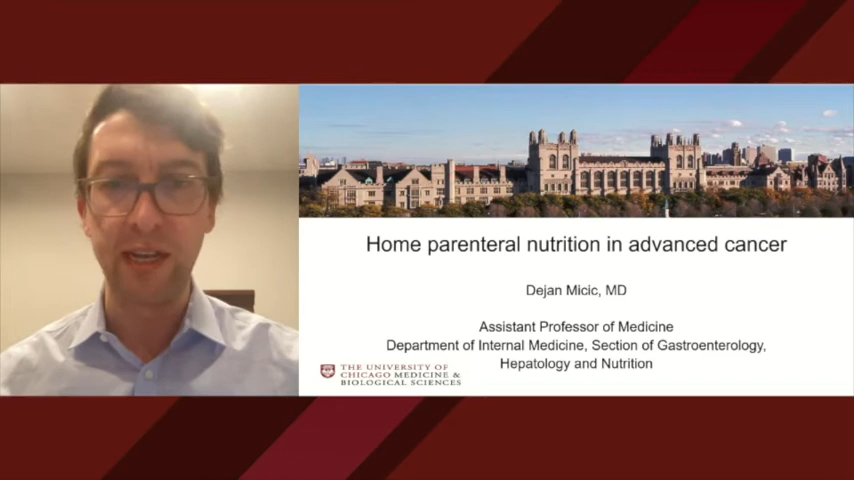 Home parenteral nutrition in advanced cancer
Dejan Micic, MD
Assistant Professor of Medicine
Department of Internal Medicine, Section of Gastroenterology,
Hepatology and Nutrition
THE UNIVERSITY OF
CHICAGO MEDICINE &
BIOLOGICAL SCIENCES